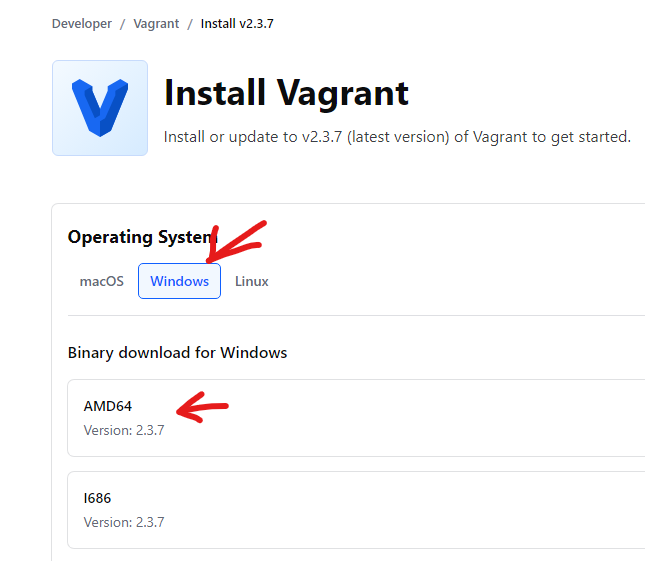 Developer / Vagrant / Install v2.3.7
Install Vagrant
Install or update to v2.3.7 (latest version) of Vagrant to get started.
Operating System
macOS Windows Linux
Binary download for Windows
AMD64
Version: 2.3.7
I686
Version: 2.3.7